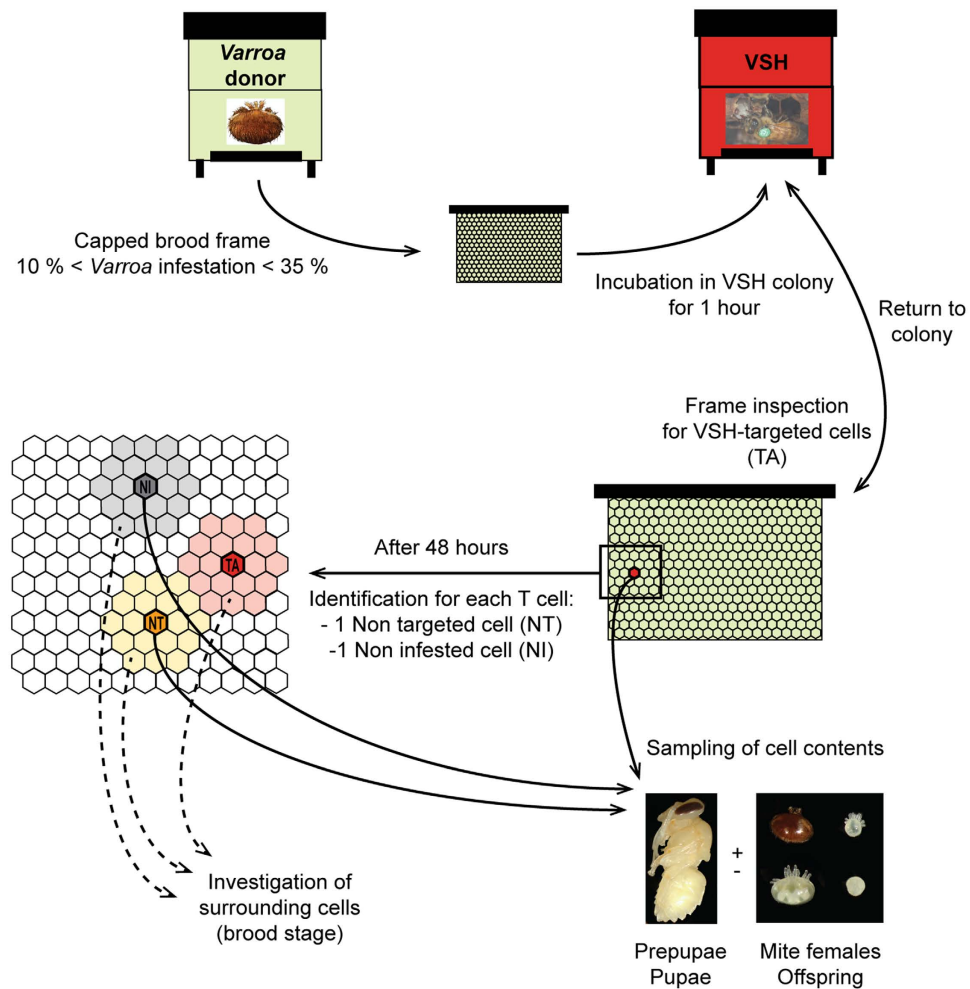 Varroa
donor
VSH
Capped brood frame
10 % < Varroa infestation < 35 %
Incubation in VSH colony
for 1 hour
Return to
colony
Frame inspection
for VSH-targeted cells
(TA)
NI
TA
NT
After 48 hours
Identification for each T cell:
- 1 Non targeted cell (NT)
-1 Non infested cell (NI)
Sampling of cell contents
+
-
Investigation of
surrounding cells
(brood stage)
Prepupae
Pupae
Mite females
Offspring